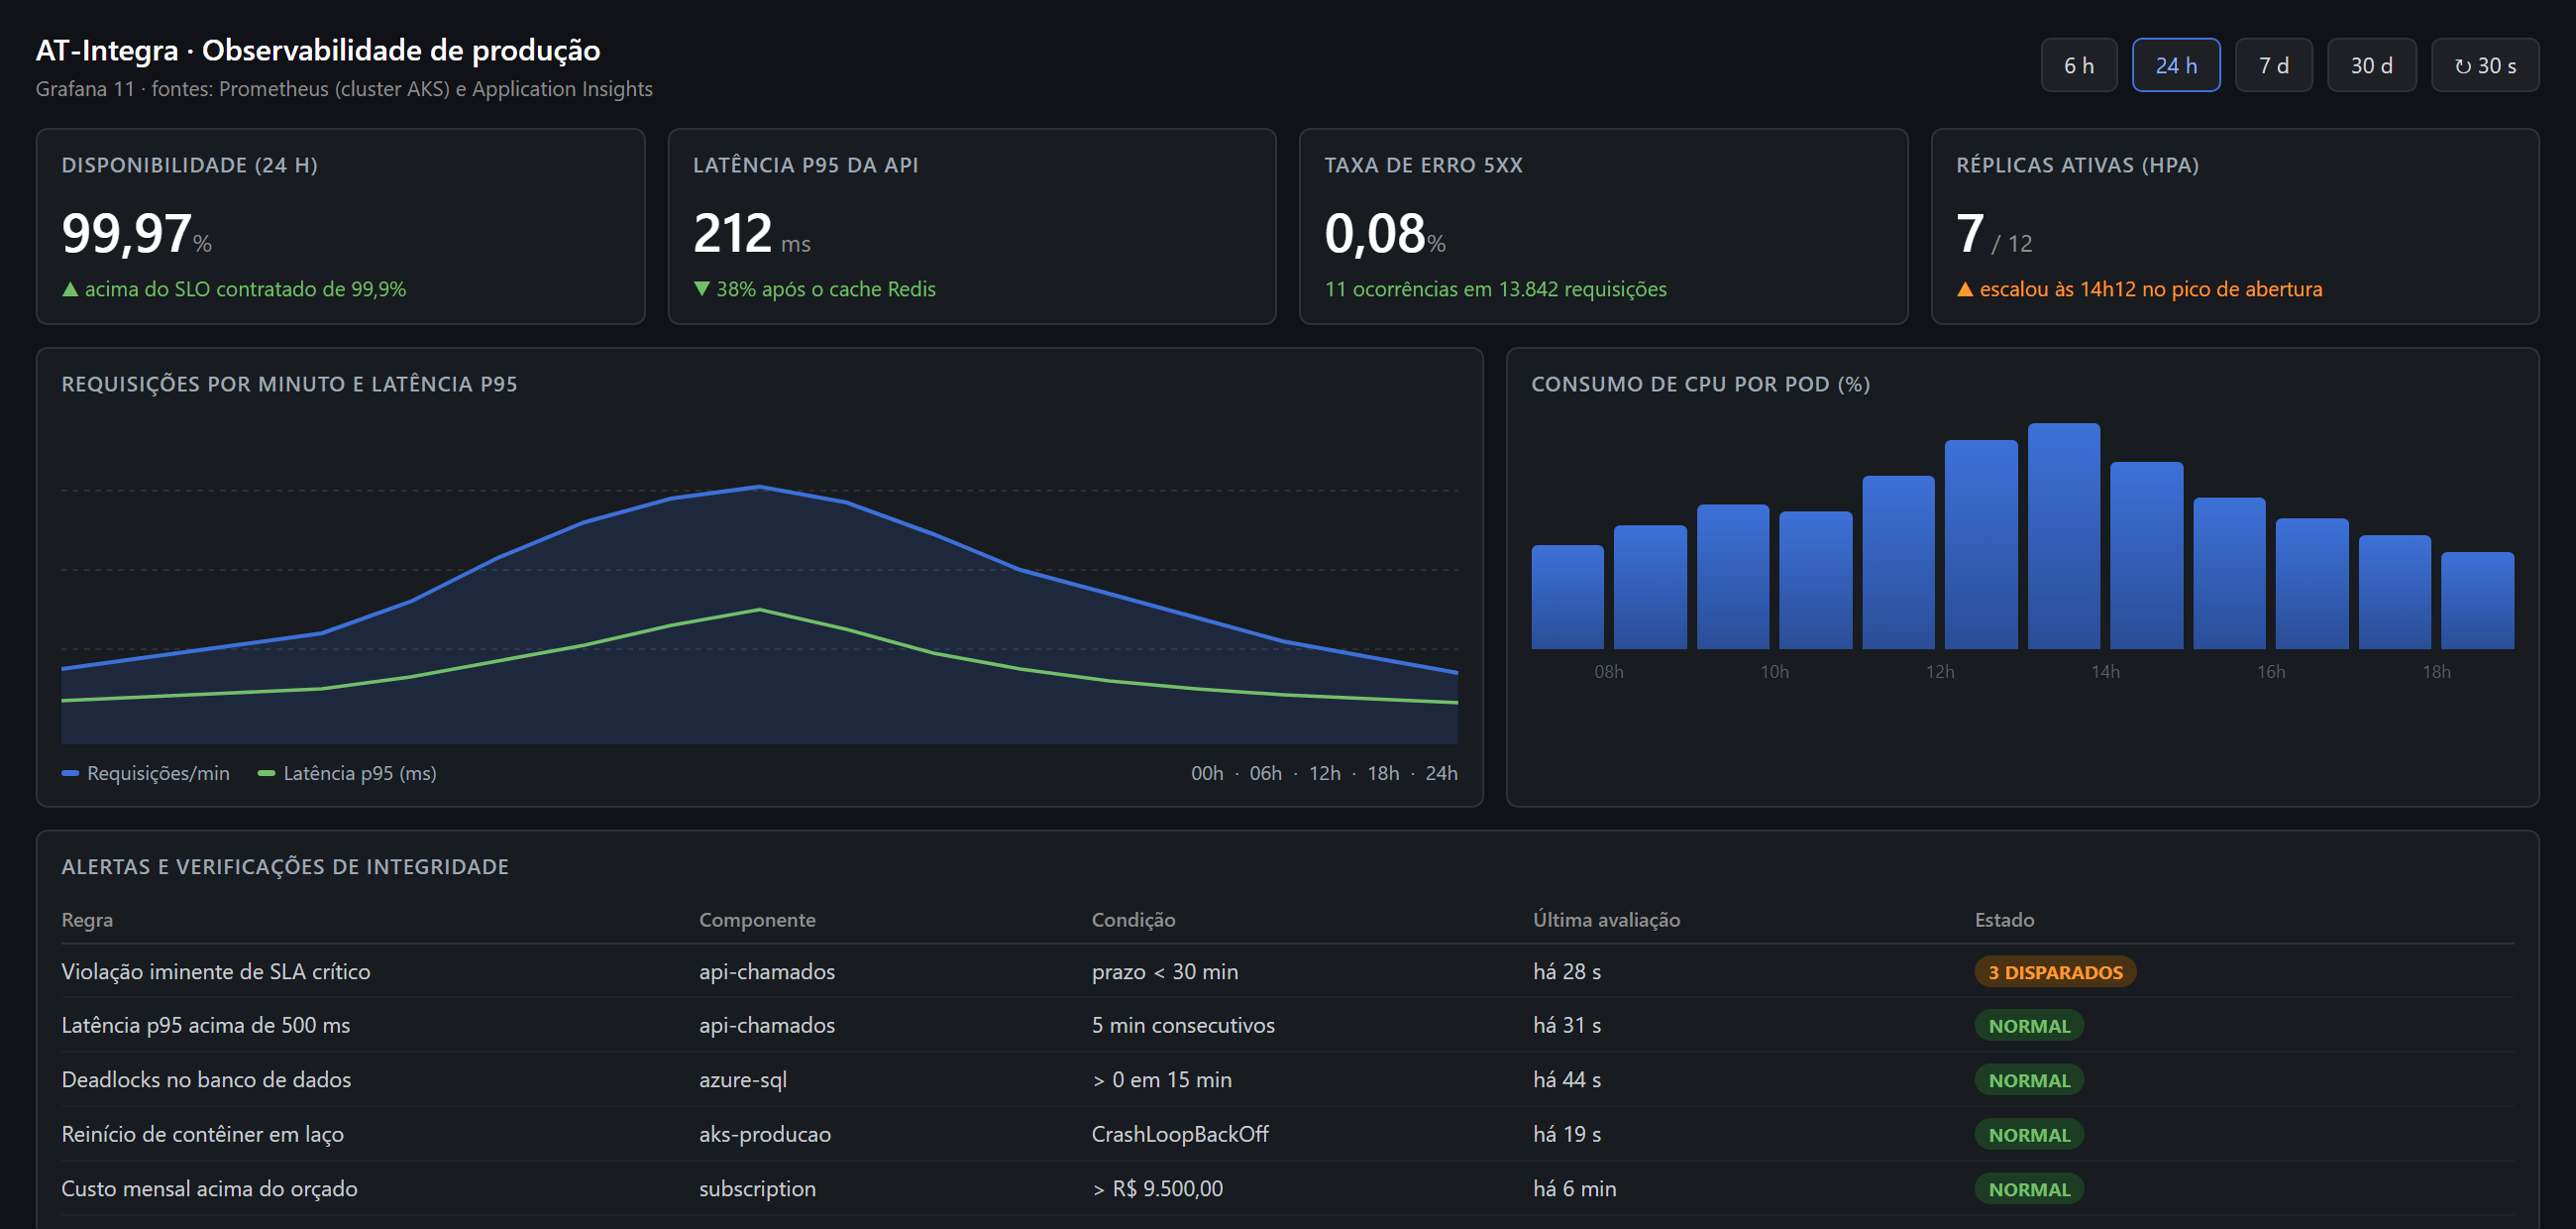 AT-Integra · Observabilidade de produção
Grafana 11 · fontes: Prometheus (cluster AKS) e Application Insights
6 h
24 h
7 d
30 d
↻ 30 s
DISPONIBILIDADE (24 H)
99,97%
▲ acima do SLO contratado de 99,9%
LATÊNCIA P95 DA API
212 ms
▼ 38% após o cache Redis
TAXA DE ERRO 5XX
0,08%
11 ocorrências em 13.842 requisições
RÉPLICAS ATIVAS (HPA)
7 / 12
▲ escalou às 14h12 no pico de abertura
REQUISIÇÕES POR MINUTO E LATÊNCIA P95
Requisições/min
Latência p95 (ms)
00h · 06h · 12h · 18h · 24h
CONSUMO DE CPU POR POD (%)
08h 10h 12h 14h 16h 18h
ALERTAS E VERIFICAÇÕES DE INTEGRIDADE
Regra Componente Condição Última avaliação Estado
Violação iminente de SLA crítico api-chamados prazo < 30 min há 28 s 3 DISPARADOS
Latência p95 acima de 500 ms api-chamados 5 min consecutivos há 31 s NORMAL
Deadlocks no banco de dados azure-sql > 0 em 15 min há 44 s NORMAL
Reinício de contêiner em laço aks-producao CrashLoopBackOff há 19 s NORMAL
Custo mensal acima do orçado subscription > R$ 9.500,00 há 6 min NORMAL